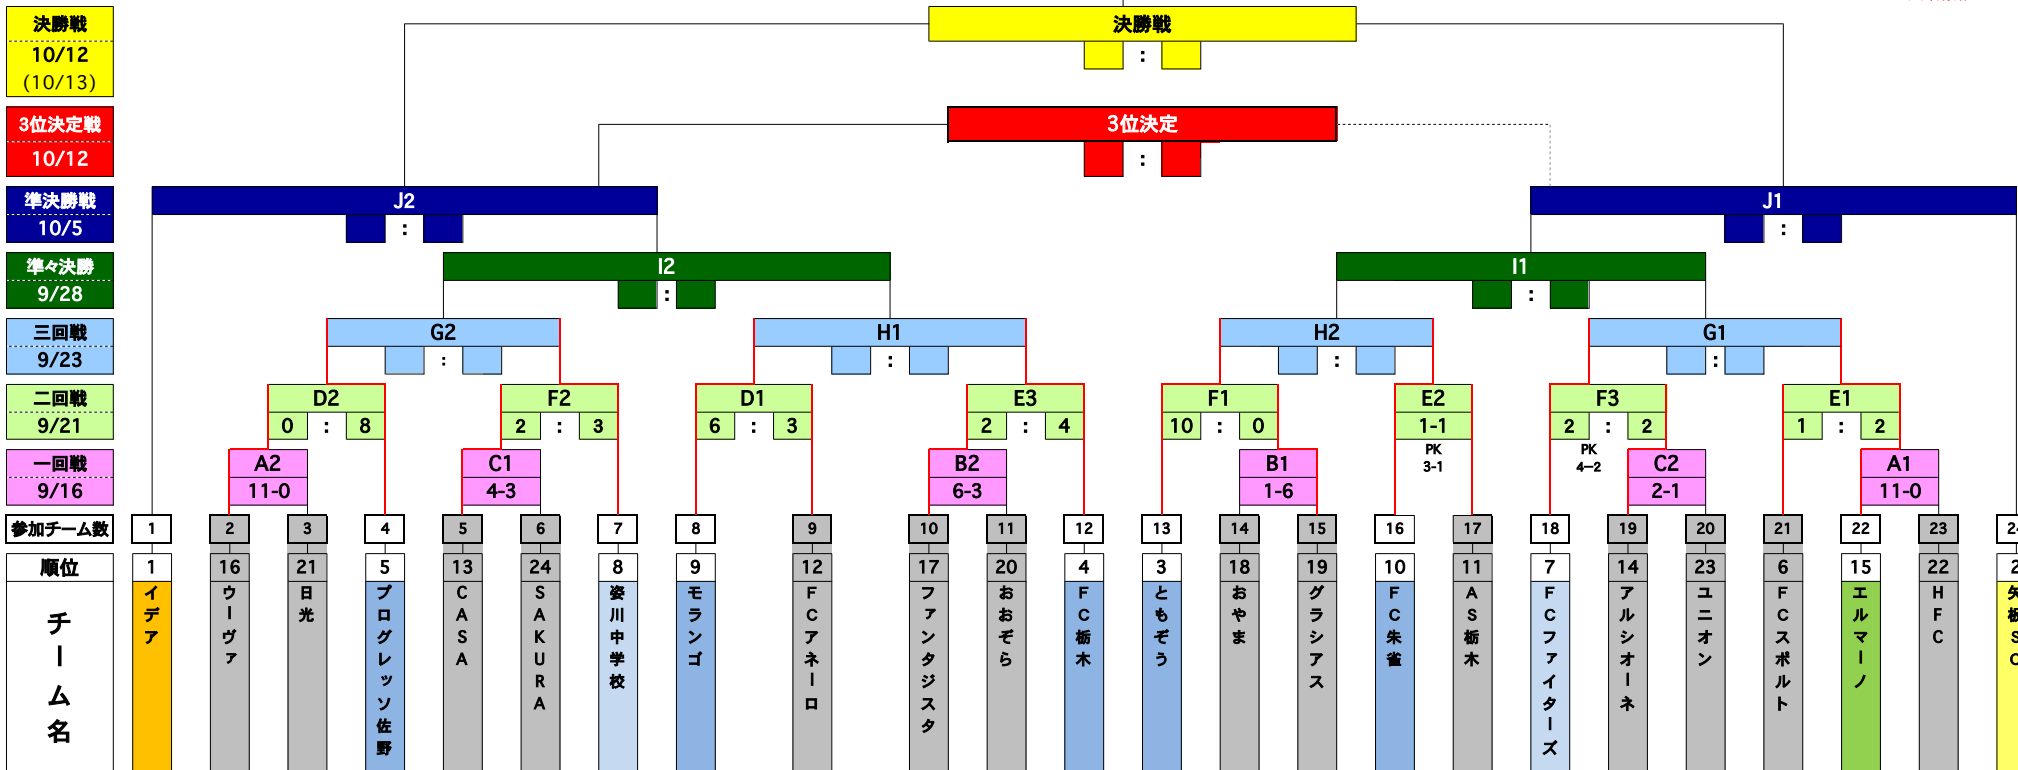 決勝戦
10/12
(10/13)
決勝戦
:
3位決定戦
10/12
3位決定
:
準決勝戦
10/5
J2
:
J1
:
準々決勝
9/28
I2
:
I1
:
三回戦
9/23
G2
:
H1
:
H2
:
G1
:
二回戦
9/21
D2
0 : 8
F2
2 : 3
D1
6 : 3
E3
2 : 4
F1
10 : 0
E2
1-1
PK
3-1
F3
2 : 2
PK
4−2
E1
1 : 2
一回戦
9/16
A2
11-0
C1
4-3
B2
6-3
B1
1-6
C2
2-1
A1
11-0
参加チーム数 1 2 3 4 5 6 7 8 9 10 11 12 13 14 15 16 17 18 19 20 21 22 23
順位 1 16 21 5 13 24 8 9 12 17 20 4 3 18 19 10 11 7 14 23 6 15 22 2
チーム名
イデア
ウーヴァ
日光
プログレッソ佐野
CASA
SAKURA
姿川中学校
モランゴ
FCアネーロ
ファンタジスタ
おおぞら
FC栃木
ともぞう
おやま
グラシアス
FC朱雀
AS栃木
FCファイターズ
アルシオーネ
ユニオン
FCスポルト
エルマーノ
HFC
矢板SC